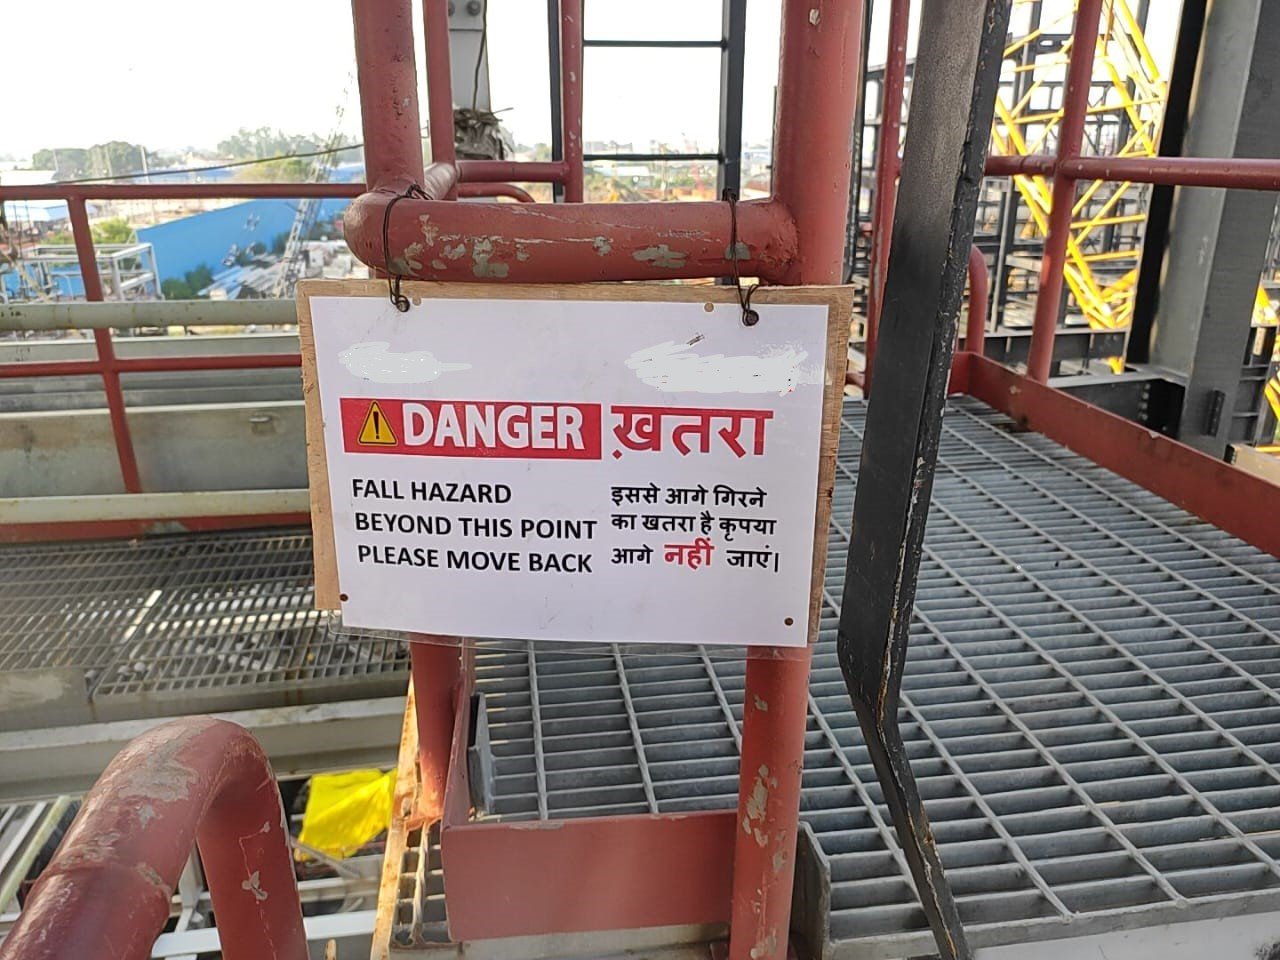 DANGER ख़तरा
FALL HAZARD
BEYOND THIS POINT
PLEASE MOVE BACK
इससे आगे गिरने
का खतरा है कृपया
आगे नहीं जाएं।